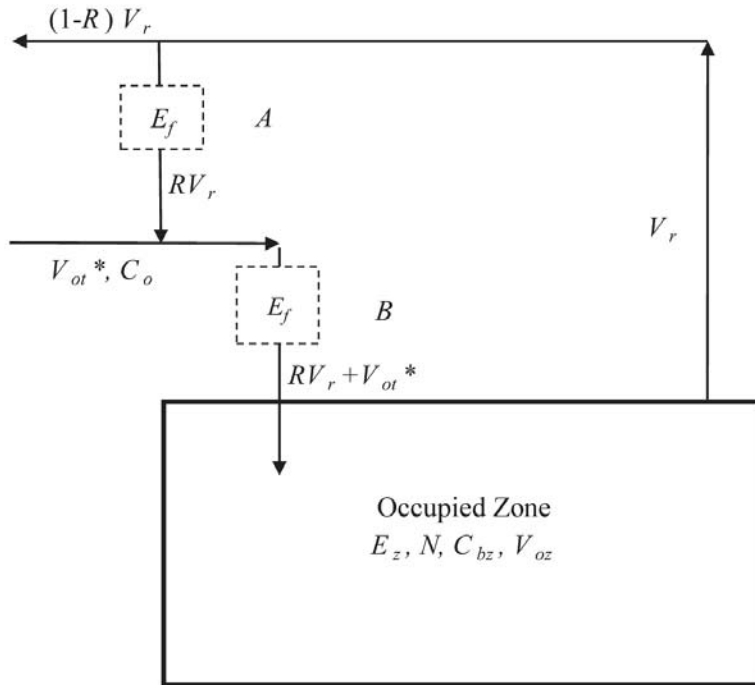 (1-R) V_r
E_f A
RV_r
V_r
V_ot *, C_o
E_f B
RV_r + V_ot *
Occupied Zone
E_z, N, C_bz, V_oz